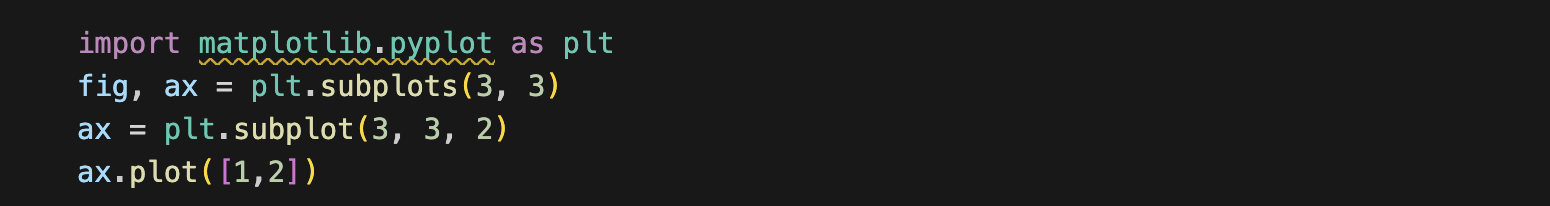 import matplotlib.pyplot as plt
fig, ax = plt.subplots(3, 3)
ax = plt.subplot(3, 3, 2)
ax.plot([1,2])